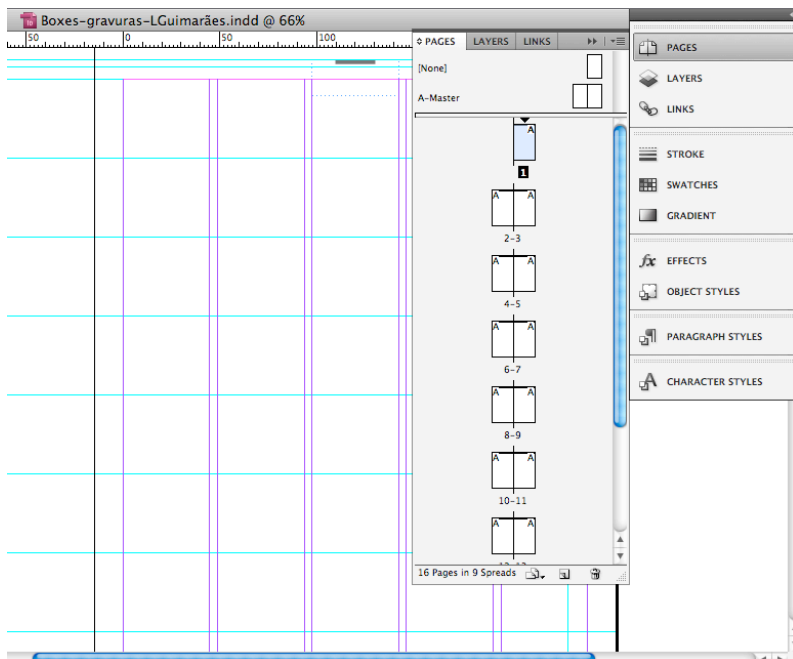 Boxes-gravuras-LGuimarães.indd @ 66%
50 0 50 100
PAGES LAYERS LINKS
[None]
A-Master
A
1
A A
2-3
A A
4-5
A A
6-7
A A
8-9
A A
10-11
A A
16 Pages in 9 Spreads
PAGES
LAYERS
LINKS
STROKE
SWATCHES
GRADIENT
fx EFFECTS
OBJECT STYLES
PARAGRAPH STYLES
A CHARACTER STYLES